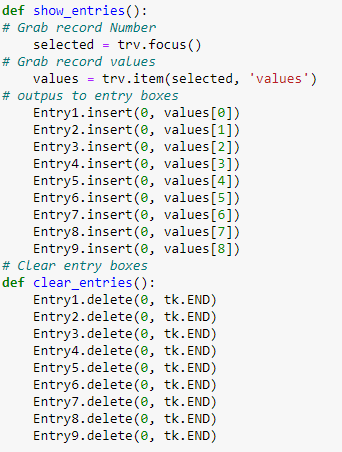 def show_entries():
# Grab record Number
    selected = trv.focus()
# Grab record values
    values = trv.item(selected, 'values')
# outpus to entry boxes
    Entry1.insert(0, values[0])
    Entry2.insert(0, values[1])
    Entry3.insert(0, values[2])
    Entry4.insert(0, values[3])
    Entry5.insert(0, values[4])
    Entry6.insert(0, values[5])
    Entry7.insert(0, values[6])
    Entry8.insert(0, values[7])
    Entry9.insert(0, values[8])
# Clear entry boxes
def clear_entries():
    Entry1.delete(0, tk.END)
    Entry2.delete(0, tk.END)
    Entry3.delete(0, tk.END)
    Entry4.delete(0, tk.END)
    Entry5.delete(0, tk.END)
    Entry6.delete(0, tk.END)
    Entry7.delete(0, tk.END)
    Entry8.delete(0, tk.END)
    Entry9.delete(0, tk.END)